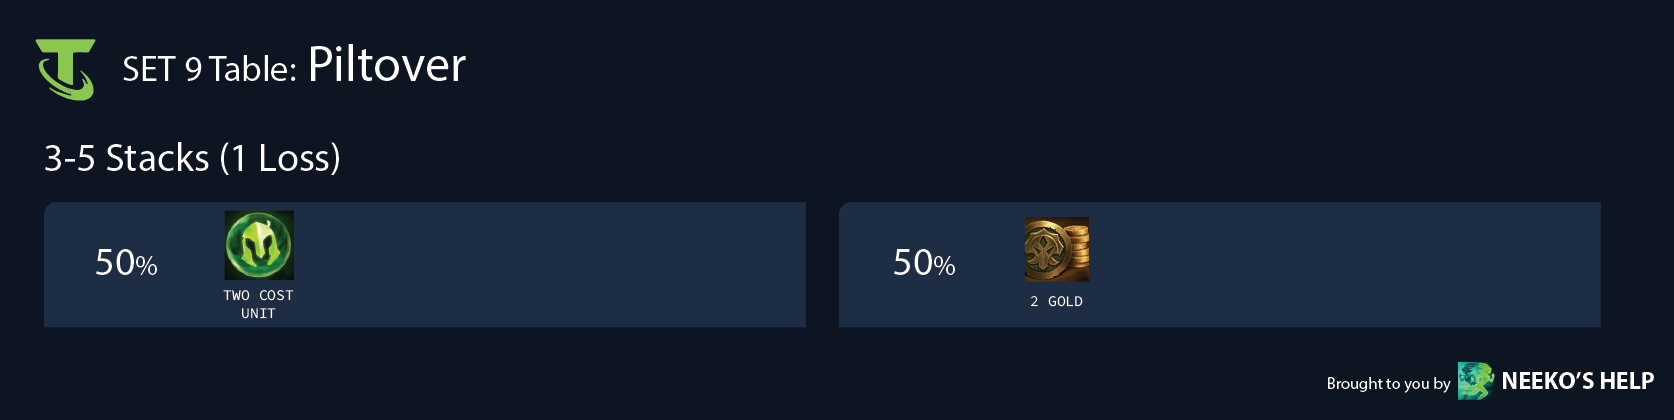 SET 9 Table: Piltover
3-5 Stacks (1 Loss)
50%
TWO COST
UNIT
50%
2 GOLD
Brought to you by NEEKO’S HELP